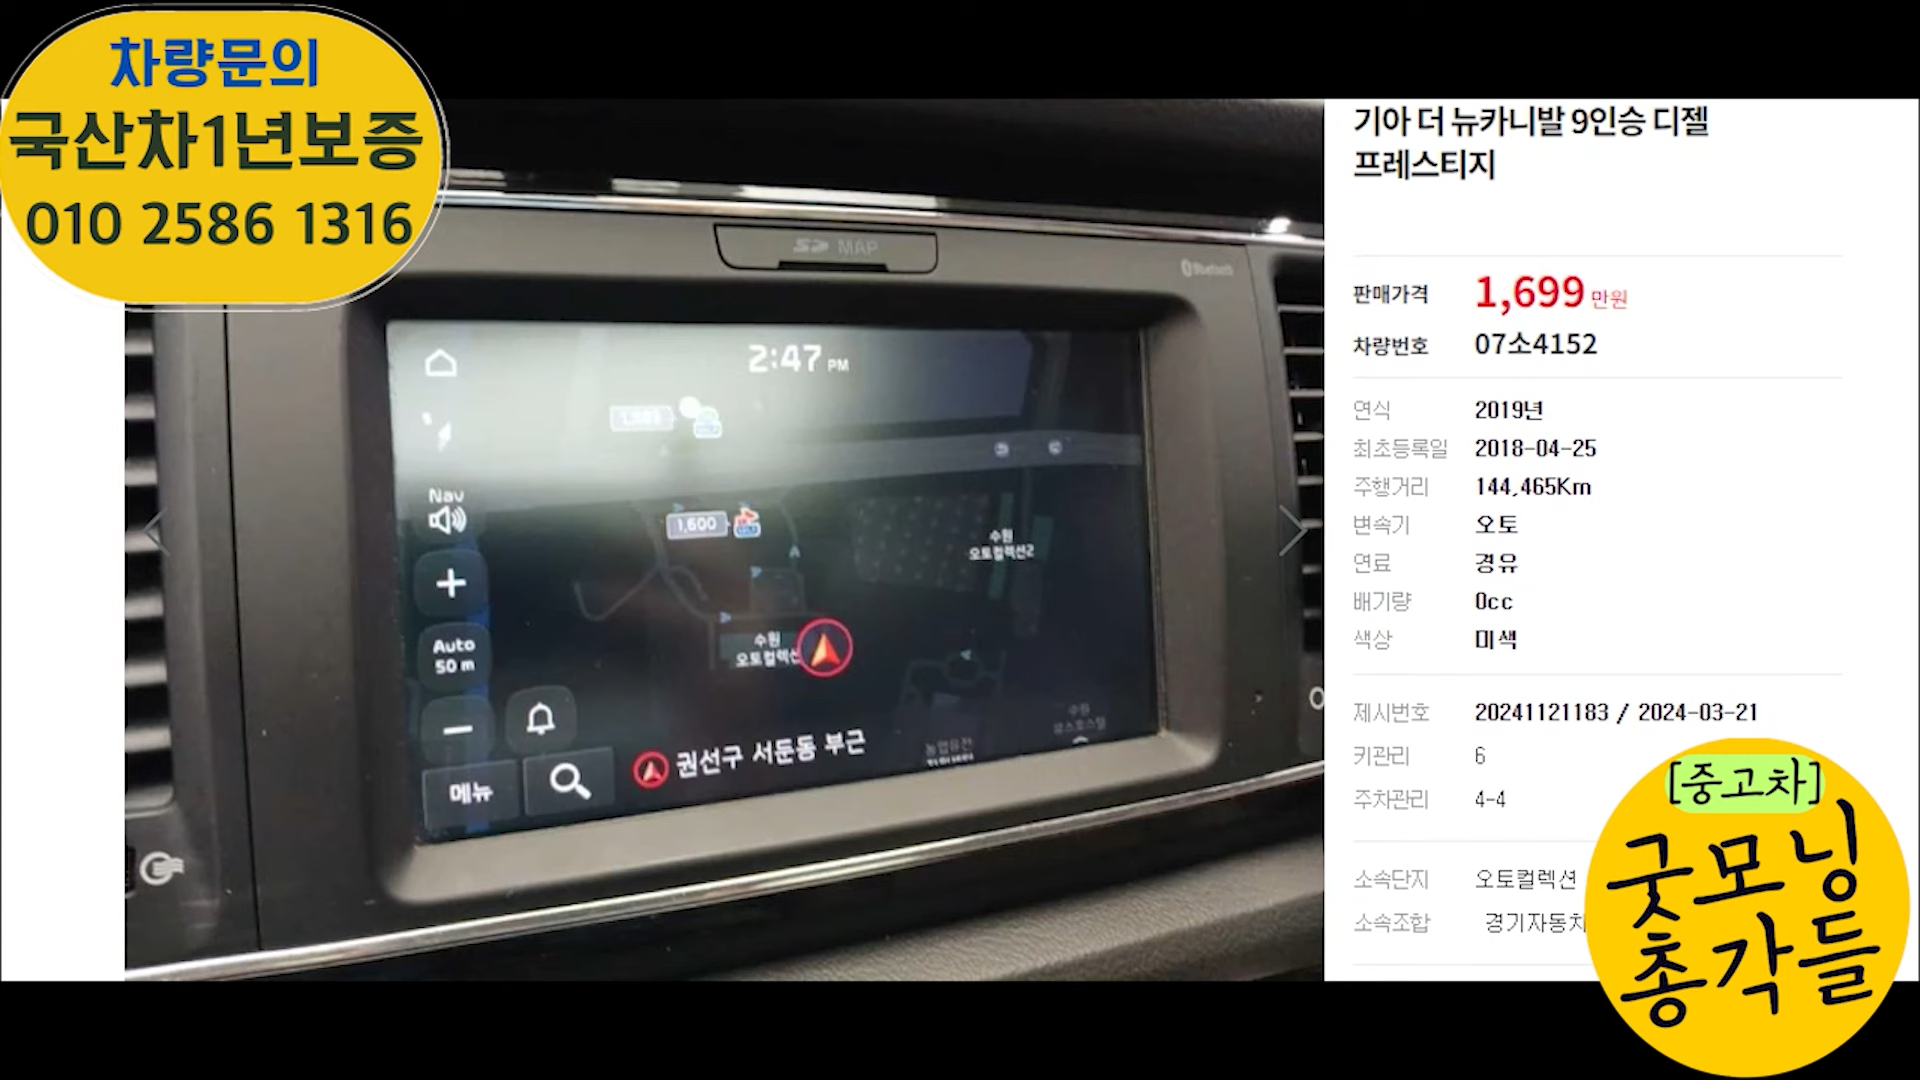 차량문의
국산차1년보증
010 2586 1316
SD MAP
Bluetooth
2:47 PM
Nav
1,600
수원
오토컬렉션2
+
Auto
50 m
수원
오토컬렉션
−
권선구 서둔동 부근
메뉴
기아 더 뉴카니발 9인승 디젤
프레스티지
판매가격 1,699 만원
차량번호 07소4152
연식 2019년
최초등록일 2018-04-25
주행거리 144,465Km
변속기 오토
연료 경유
배기량 0cc
색상 미색
제시번호 20241121183 / 2024-03-21
키관리 6
주차관리 4-4
소속단지 오토컬렉션
소속조합 경기자동차
[중고차]
굿모닝
총각들